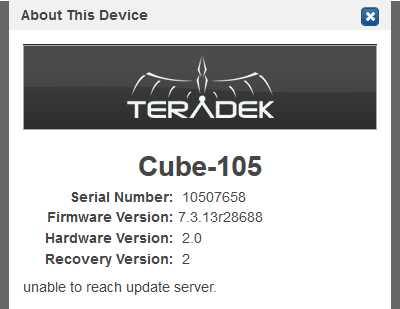 About This Device
TERADEK
Cube-105
Serial Number: 10507658
Firmware Version: 7.3.13r28688
Hardware Version: 2.0
Recovery Version: 2
unable to reach update server.